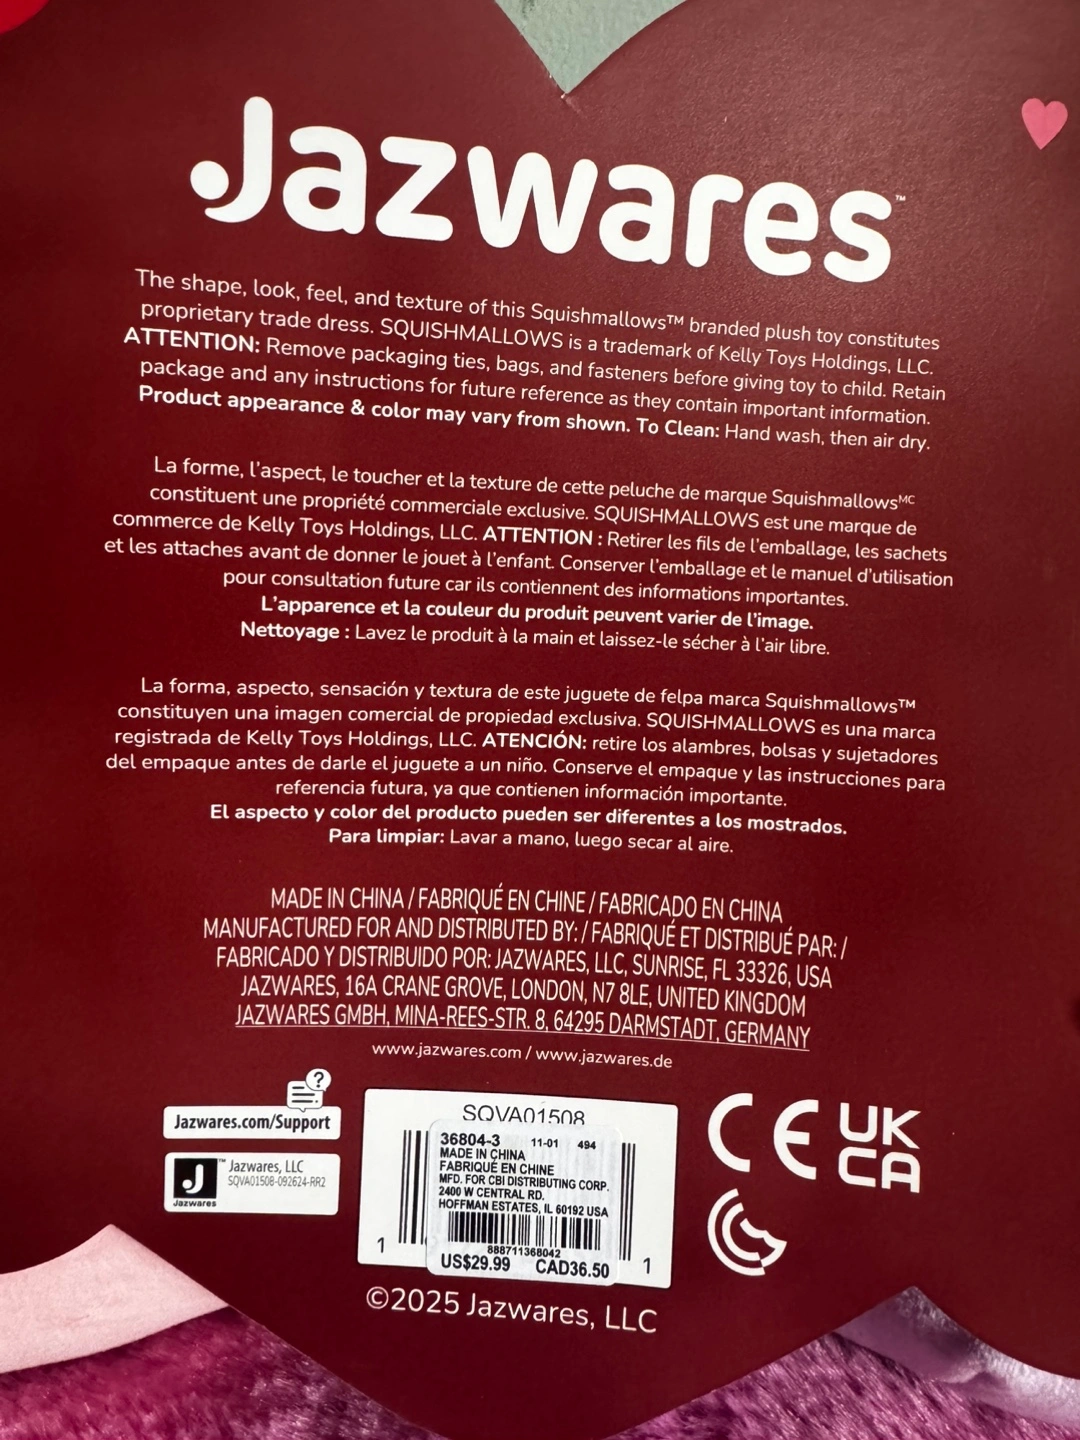 Jazwares™
The shape, look, feel, and texture of this Squishmallows™ branded plush toy constitutes
proprietary trade dress. SQUISHMALLOWS is a trademark of Kelly Toys Holdings, LLC.
ATTENTION: Remove packaging ties, bags, and fasteners before giving toy to child. Retain
package and any instructions for future reference as they contain important information.
Product appearance & color may vary from shown. To Clean: Hand wash, then air dry.
La forme, l'aspect, le toucher et la texture de cette peluche de marque Squishmallowsᴹᶜ
constituent une propriété commerciale exclusive. SQUISHMALLOWS est une marque de
commerce de Kelly Toys Holdings, LLC. ATTENTION : Retirer les fils de l'emballage, les sachets
et les attaches avant de donner le jouet à l'enfant. Conserver l'emballage et le manuel d'utilisation
pour consultation future car ils contiennent des informations importantes.
L'apparence et la couleur du produit peuvent varier de l'image.
Nettoyage : Lavez le produit à la main et laissez-le sécher à l'air libre.
La forma, aspecto, sensación y textura de este juguete de felpa marca Squishmallows™
constituyen una imagen comercial de propiedad exclusiva. SQUISHMALLOWS es una marca
registrada de Kelly Toys Holdings, LLC. ATENCIÓN: retire los alambres, bolsas y sujetadores
del empaque antes de darle el juguete a un niño. Conserve el empaque y las instrucciones para
referencia futura, ya que contienen información importante.
El aspecto y color del producto pueden ser diferentes a los mostrados.
Para limpiar: Lavar a mano, luego secar al aire.
MADE IN CHINA / FABRIQUÉ EN CHINE / FABRICADO EN CHINA
MANUFACTURED FOR AND DISTRIBUTED BY: / FABRIQUÉ ET DISTRIBUÉ PAR: /
FABRICADO Y DISTRIBUIDO POR: JAZWARES, LLC, SUNRISE, FL 33326, USA
JAZWARES, 16A CRANE GROVE, LONDON, N7 8LE, UNITED KINGDOM
JAZWARES GMBH, MINA-REES-STR. 8, 64295 DARMSTADT, GERMANY
www.jazwares.com / www.jazwares.de
?
Jazwares.com/Support
Jazwares, LLC
SQVA01508-092624-RR2
J™
Jazwares
SQVA01508
36804-3 11-01 494
MADE IN CHINA
FABRIQUÉ EN CHINE
MFD. FOR CBI DISTRIBUTING CORP.
2400 W CENTRAL RD.
HOFFMAN ESTATES, IL 60192 USA
888711368042
US$29.99 CAD36.50
1 1
CE
UK
CA
©2025 Jazwares, LLC